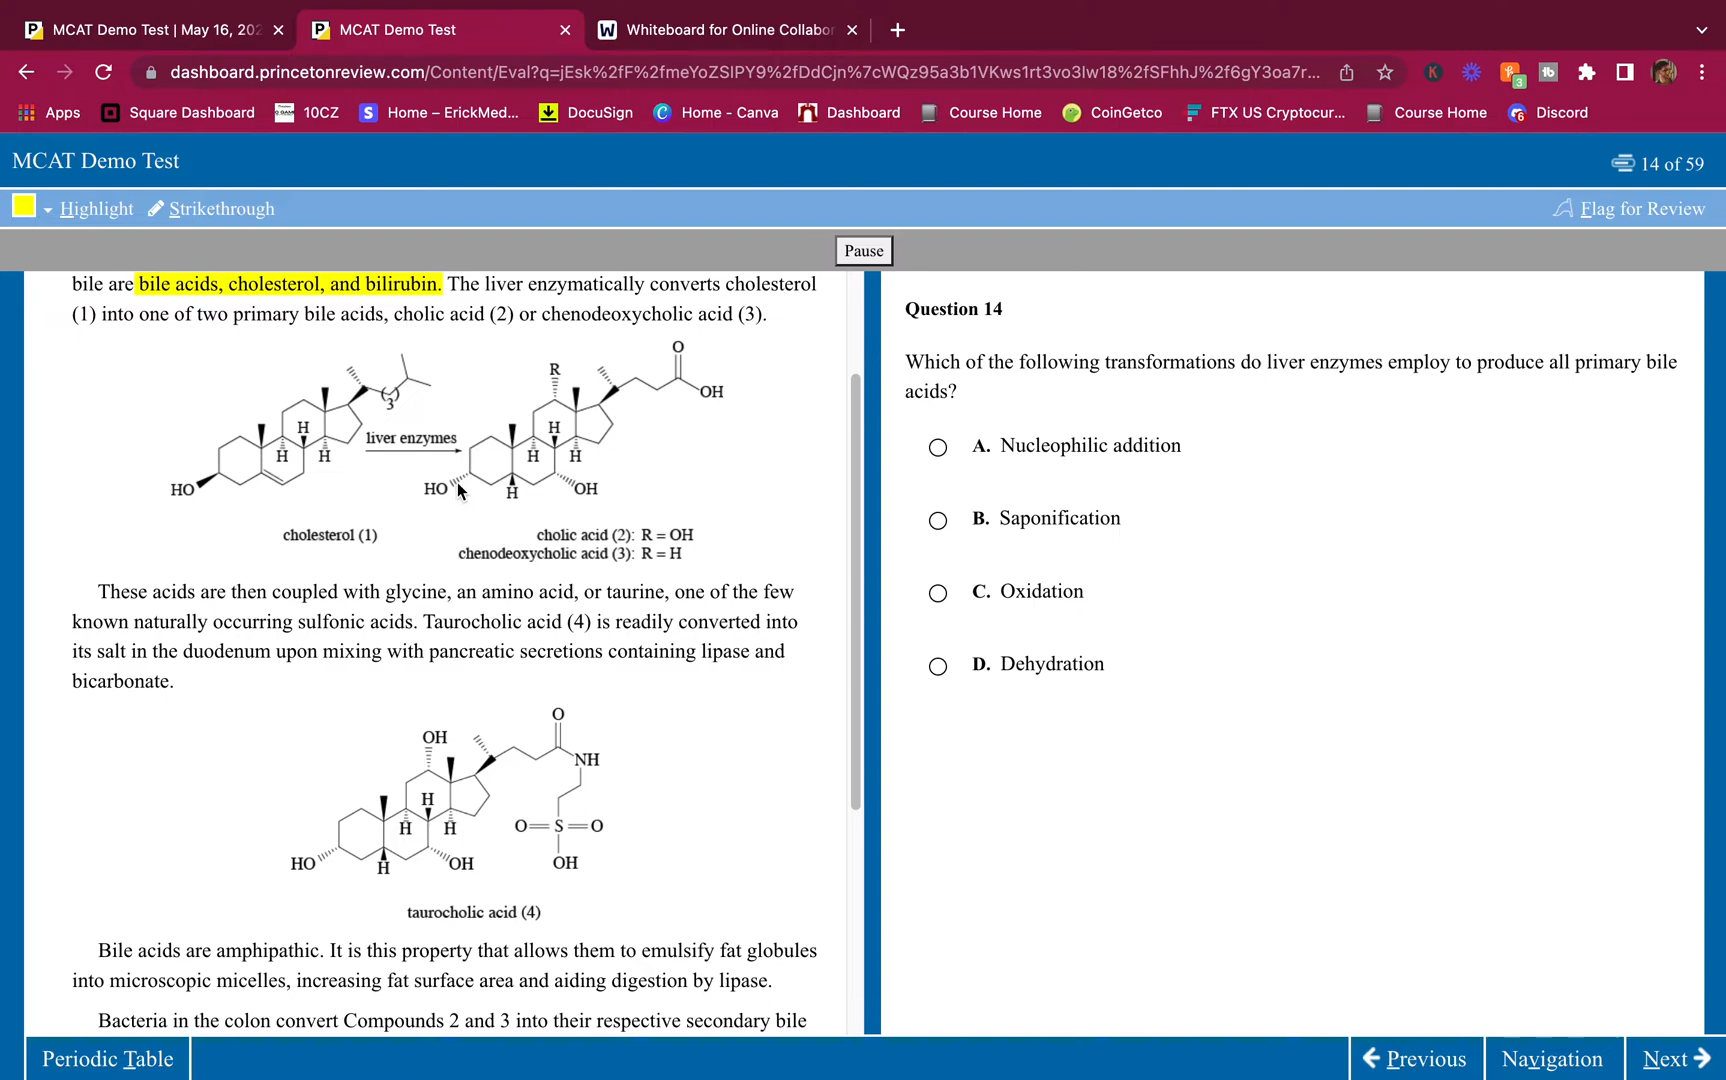 MCAT Demo Test | May 16, 202
MCAT Demo Test
Whiteboard for Online Collabor
dashboard.princetonreview.com/Content/Eval?q=jEsk%2fF%2fmeYoZSIPY9%2fDdCjn%7cWQz95a3b1VKws1rt3vo3lw18%2fSFhhJ%2f6gY3oa7r...
Apps
Square Dashboard
10CZ
Home – ErickMed...
DocuSign
Home - Canva
Dashboard
Course Home
CoinGetco
FTX US Cryptocur...
Course Home
Discord
MCAT Demo Test
14 of 59
Highlight
Strikethrough
Flag for Review
Pause
bile are bile acids, cholesterol, and bilirubin. The liver enzymatically converts cholesterol
(1) into one of two primary bile acids, cholic acid (2) or chenodeoxycholic acid (3).
HO
H
H
H
3
liver enzymes
R
O
OH
H
H
H
HO
H
OH
cholesterol (1)
cholic acid (2): R = OH
chenodeoxycholic acid (3): R = H
These acids are then coupled with glycine, an amino acid, or taurine, one of the few
known naturally occurring sulfonic acids. Taurocholic acid (4) is readily converted into
its salt in the duodenum upon mixing with pancreatic secretions containing lipase and
bicarbonate.
O
OH
NH
H
H
H
O=S=O
HO
H
OH
OH
taurocholic acid (4)
Bile acids are amphipathic. It is this property that allows them to emulsify fat globules
into microscopic micelles, increasing fat surface area and aiding digestion by lipase.
Bacteria in the colon convert Compounds 2 and 3 into their respective secondary bile
Question 14
Which of the following transformations do liver enzymes employ to produce all primary bile
acids?
A. Nucleophilic addition
B. Saponification
C. Oxidation
D. Dehydration
Periodic Table
Previous
Navigation
Next